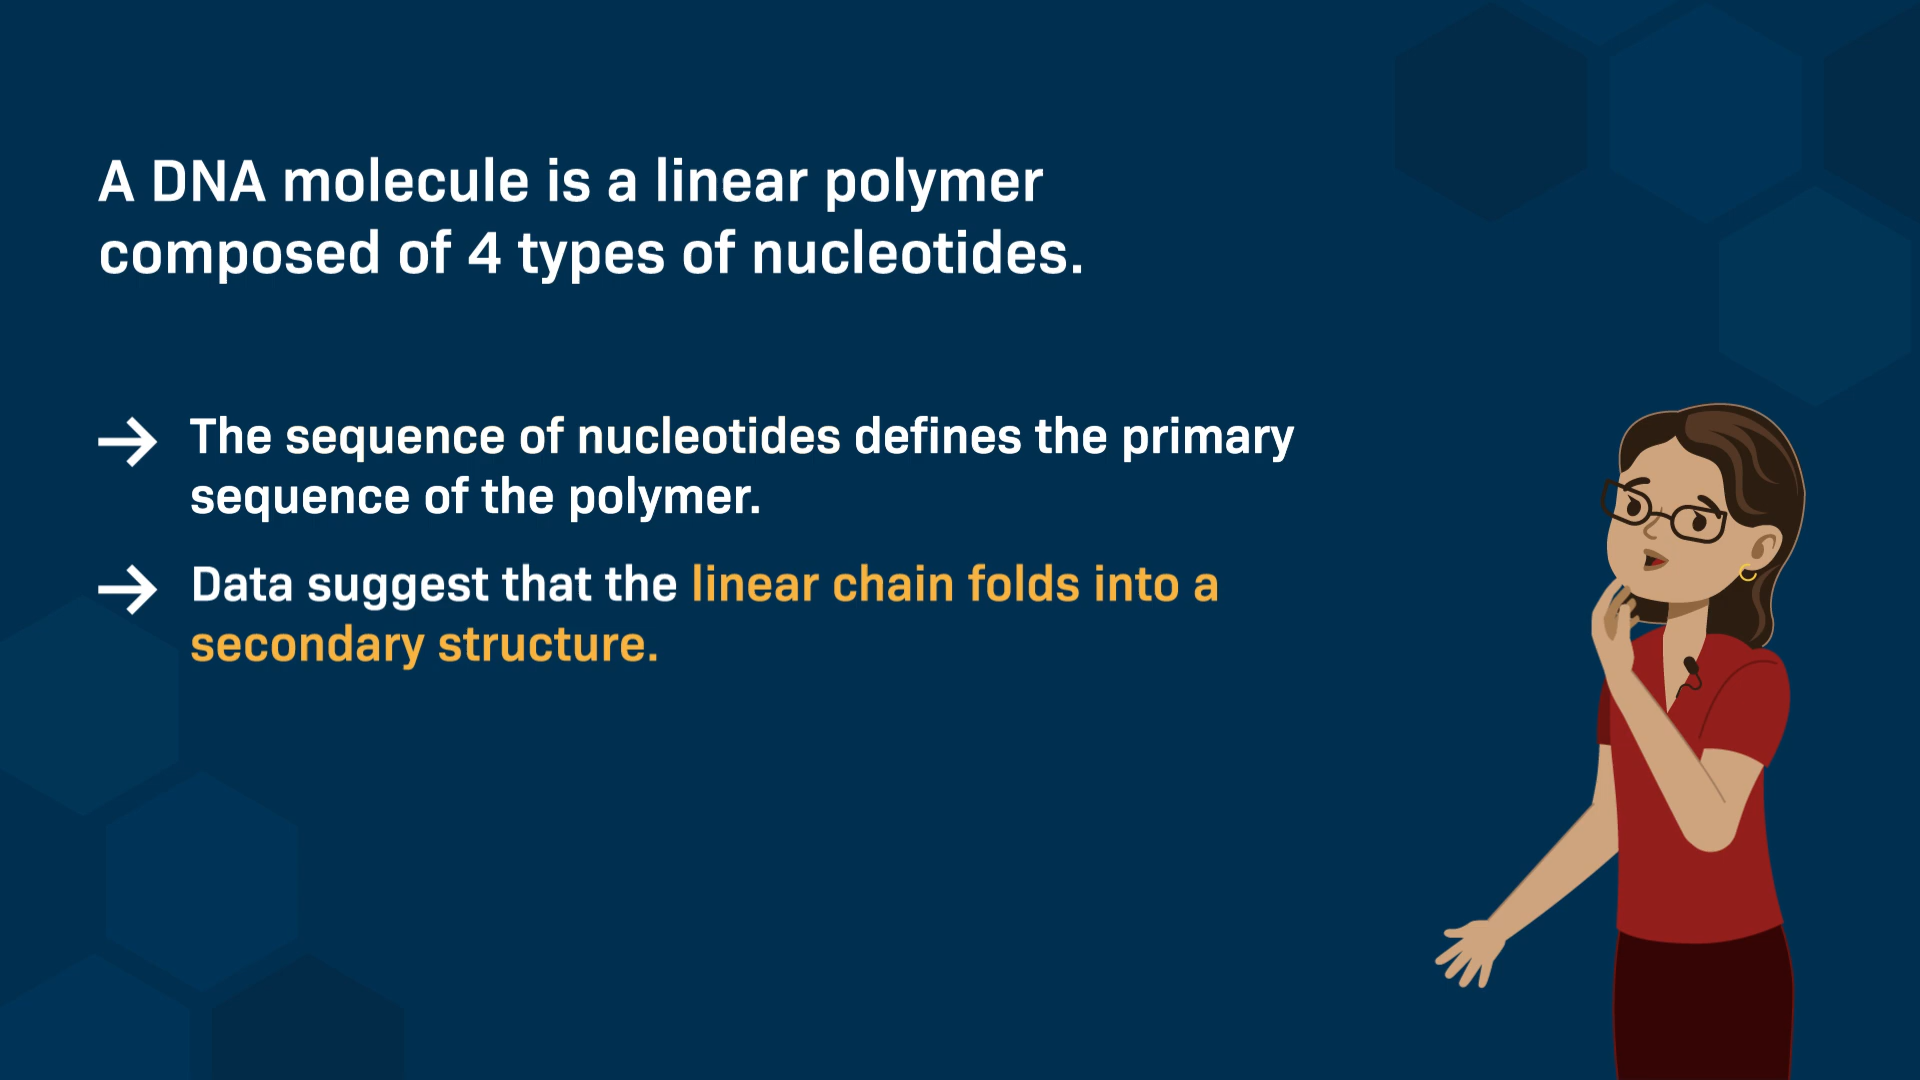 A DNA molecule is a linear polymer
composed of 4 types of nucleotides.
The sequence of nucleotides defines the primary
sequence of the polymer.
Data suggest that the linear chain folds into a
secondary structure.